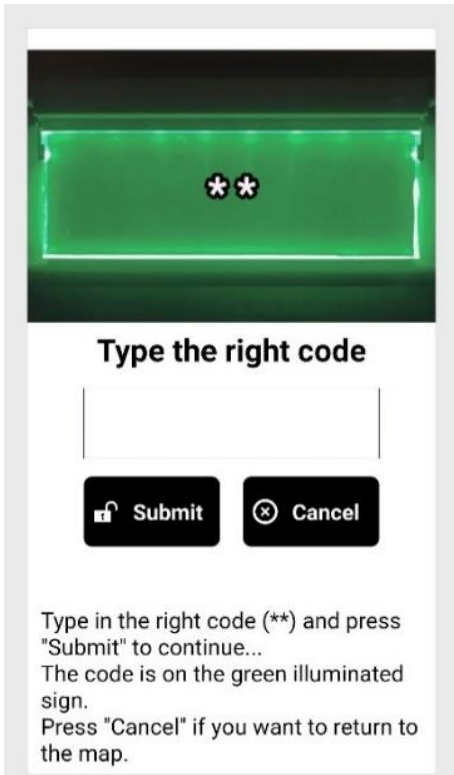 **
Type the right code
Submit Cancel
Type in the right code (**) and press
"Submit" to continue...
The code is on the green illuminated
sign.
Press "Cancel" if you want to return to
the map.